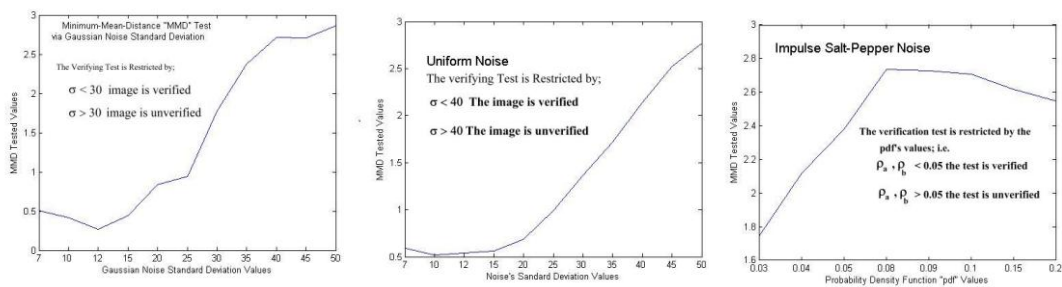 Minimum-Mean-Distance "MMD" Test
via Gaussian Noise Standard Deviation
The Verifying Test is Restricted by;
σ < 30 image is verified
σ > 30 image is unverified
MMD Tested Values
3
2.5
2
1.5
1
0.5
0
7 10 12 15 20 25 30 35 40 45 50
Gaussian Noise Standard Deviation Values
Uniform Noise
The verifying Test is Restricted by;
σ < 40 The image is verified
σ > 40 The image is unverified
MMD Tested Values
3
2.5
2
1.5
1
0.5
7 10 12 15 20 25 30 35 40 45 50
Noise's Sandard Deviation Values
Impulse Salt-Pepper Noise
The verification test is restricted by the
pdf's values; i.e.
ρa , ρb < 0.05 the test is verified
ρa , ρb > 0.05 the test is unverified
MMD Tested Values
3
2.8
2.6
2.4
2.2
2
1.8
1.6
0.03 0.04 0.05 0.08 0.09 0.1 0.15 0.2
Probability Density Function "pdf" Values